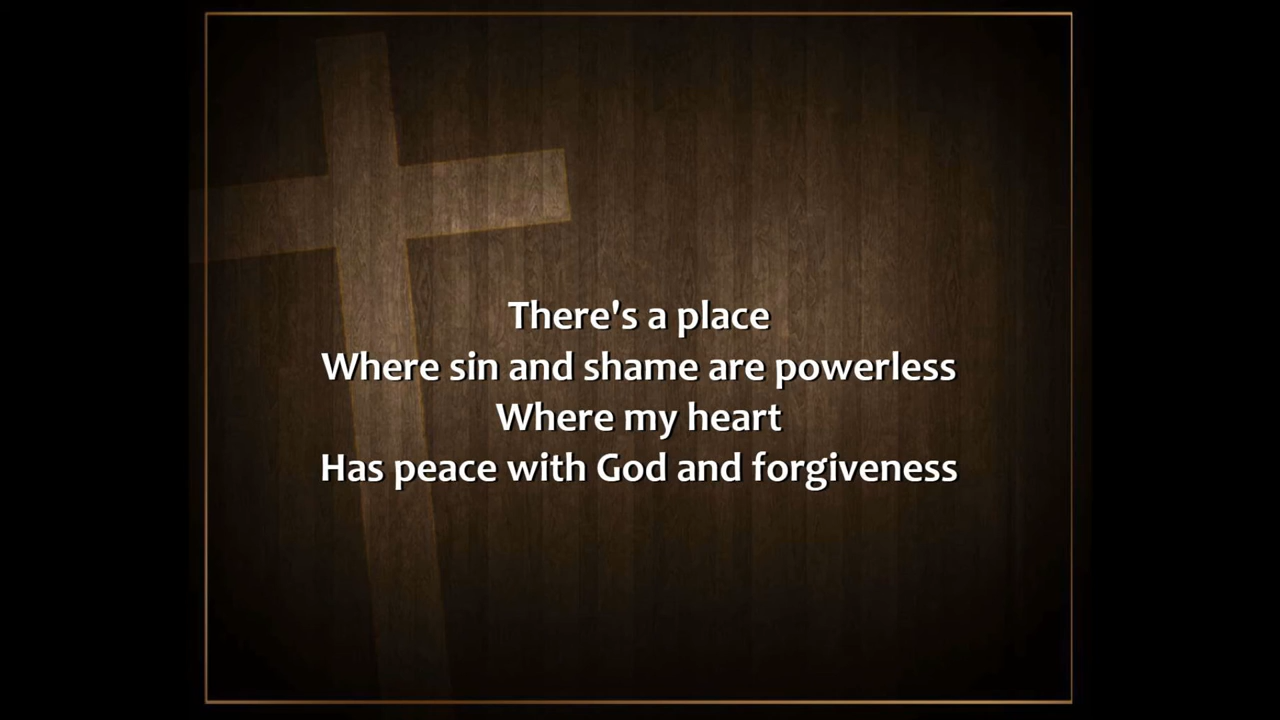 There's a place
Where sin and shame are powerless
Where my heart
Has peace with God and forgiveness